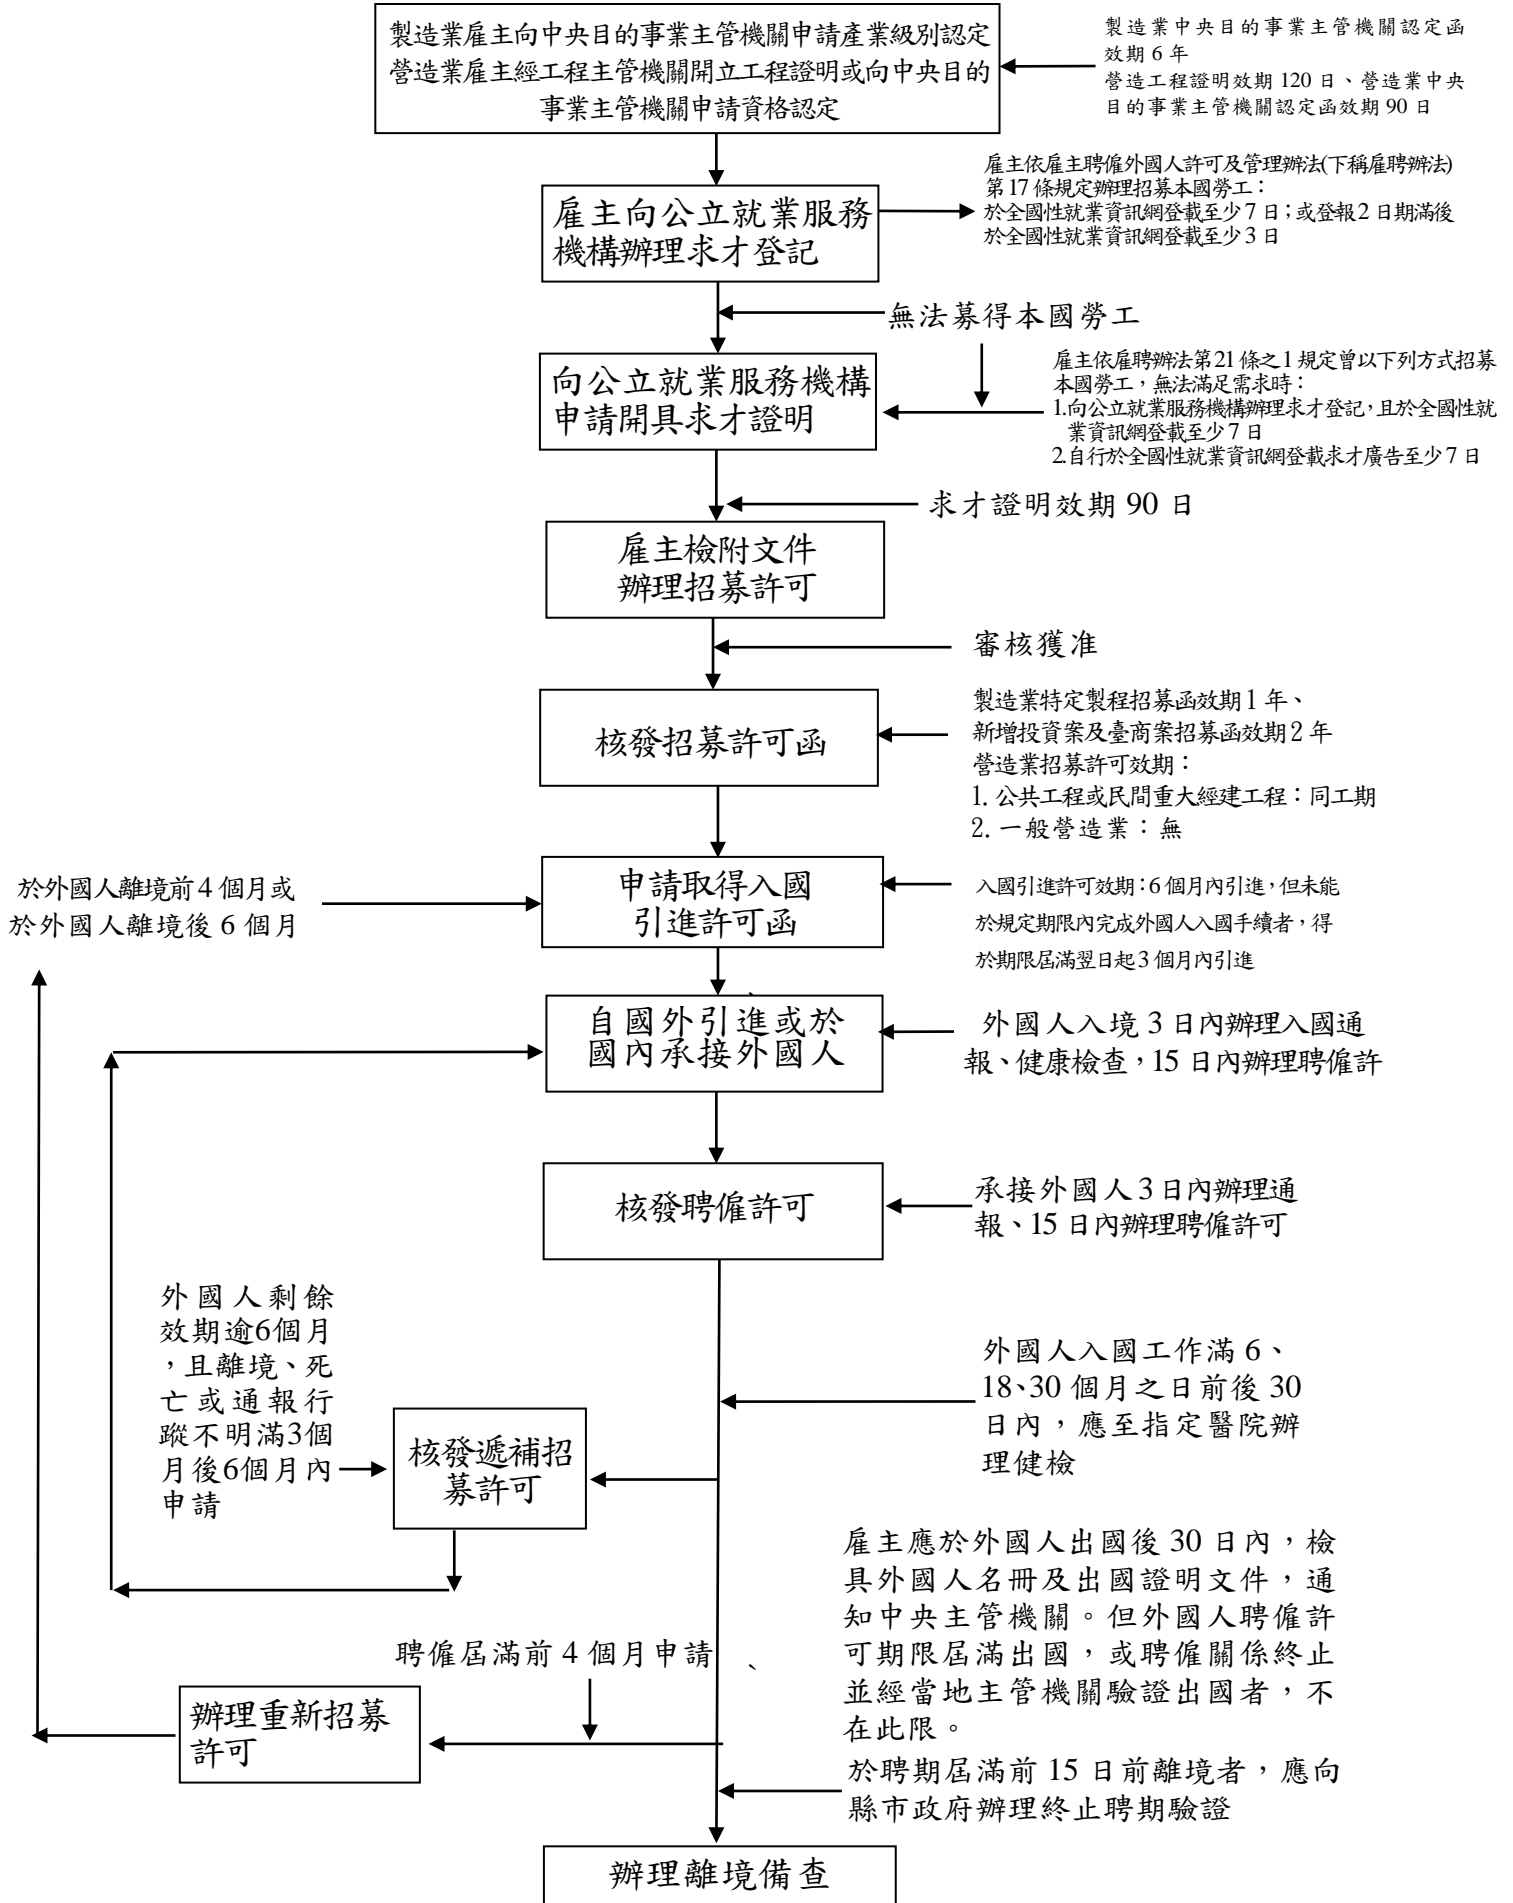 製造業雇主向中央目的事業主管機關申請產業級別認定
營造業雇主經工程主管機關開立工程證明或向中央目的
事業主管機關申請資格認定
製造業中央目的事業主管機關認定函
效期 6 年
營造工程證明效期 120 日、營造業中央
目的事業主管機關認定函效期 90 日
雇主向公立就業服務
機構辦理求才登記
雇主依雇主聘僱外國人許可及管理辦法(下稱雇聘辦法)
第 17 條規定辦理招募本國勞工：
於全國性就業資訊網登載至少 7 日；或登報 2 日期滿後
於全國性就業資訊網登載至少 3 日
無法募得本國勞工
向公立就業服務機構
申請開具求才證明
雇主依雇聘辦法第 21 條之 1 規定曾以下列方式招募
本國勞工，無法滿足需求時：
1.向公立就業服務機構辦理求才登記，且於全國性就
業資訊網登載至少 7 日
2.自行於全國性就業資訊網登載求才廣告至少 7 日
求才證明效期 90 日
雇主檢附文件
辦理招募許可
審核獲准
核發招募許可函
製造業特定製程招募函效期 1 年、
新增投資案及臺商案招募函效期 2 年
營造業招募許可效期：
1. 公共工程或民間重大經建工程：同工期
2. 一般營造業：無
於外國人離境前 4 個月或
於外國人離境後 6 個月
申請取得入國
引進許可函
入國引進許可效期：6 個月內引進，但未能
於規定期限內完成外國人入國手續者，得
於期限屆滿翌日起 3 個月內引進
、
自國外引進或於
國內承接外國人
外國人入境 3 日內辦理入國通
報、健康檢查，15 日內辦理聘僱許
核發聘僱許可
承接外國人 3 日內辦理通
報、15 日內辦理聘僱許可
外國人剩餘
效期逾6個月
，且離境、死
亡或通報行
蹤不明滿3個
月後6個月內
申請
核發遞補招
募許可
外國人入國工作滿 6、
18、30 個月之日前後 30
日內，應至指定醫院辦
理健檢
雇主應於外國人出國後 30 日內，檢
具外國人名冊及出國證明文件，通
知中央主管機關。但外國人聘僱許
可期限屆滿出國，或聘僱關係終止
並經當地主管機關驗證出國者，不
在此限。
聘僱屆滿前 4 個月申請
、
辦理重新招募
許可
於聘期屆滿前 15 日前離境者，應向
縣市政府辦理終止聘期驗證
辦理離境備查